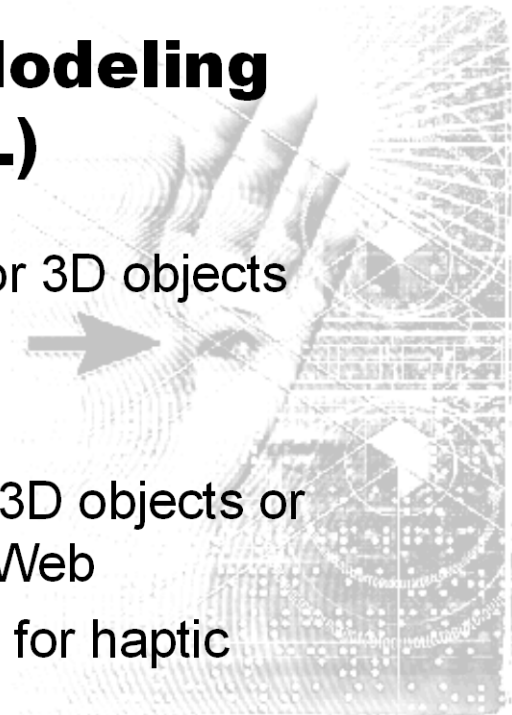 odeling
.)
or 3D objects
3D objects or
Web
for haptic